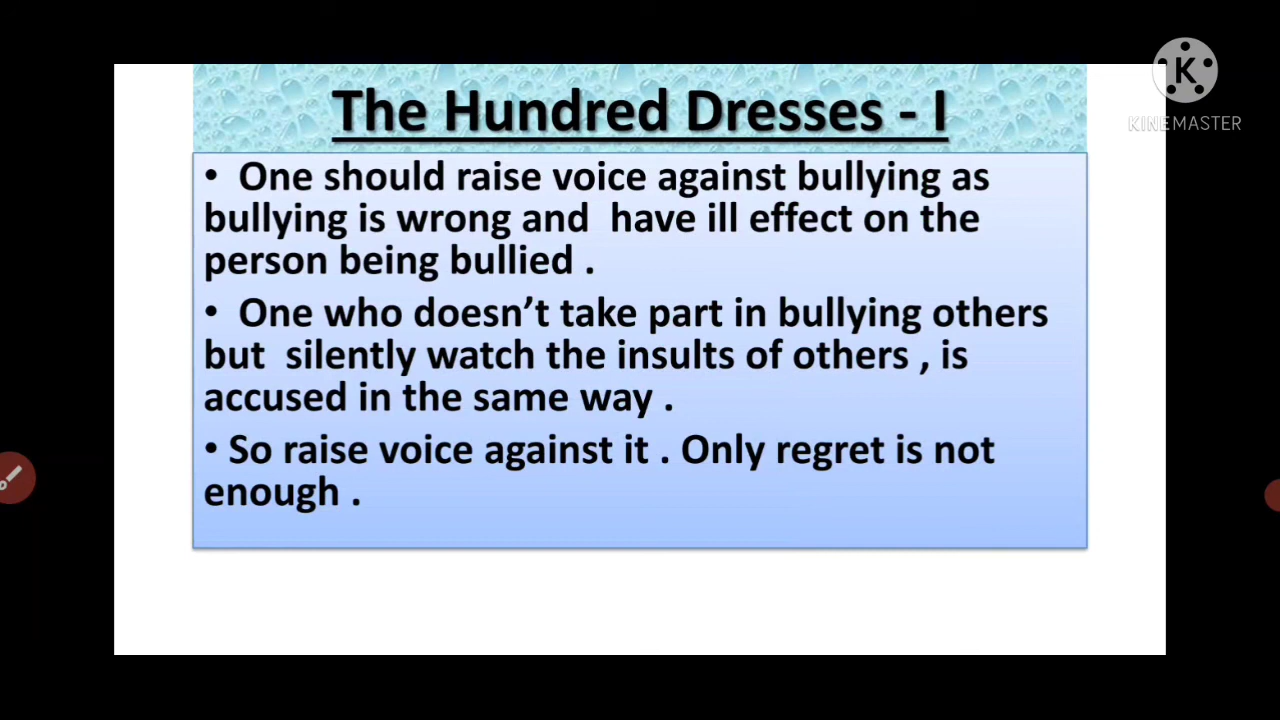 The Hundred Dresses - I
KINEMASTER
• One should raise voice against bullying as
bullying is wrong and have ill effect on the
person being bullied .
• One who doesn’t take part in bullying others
but silently watch the insults of others , is
accused in the same way .
• So raise voice against it . Only regret is not
enough .